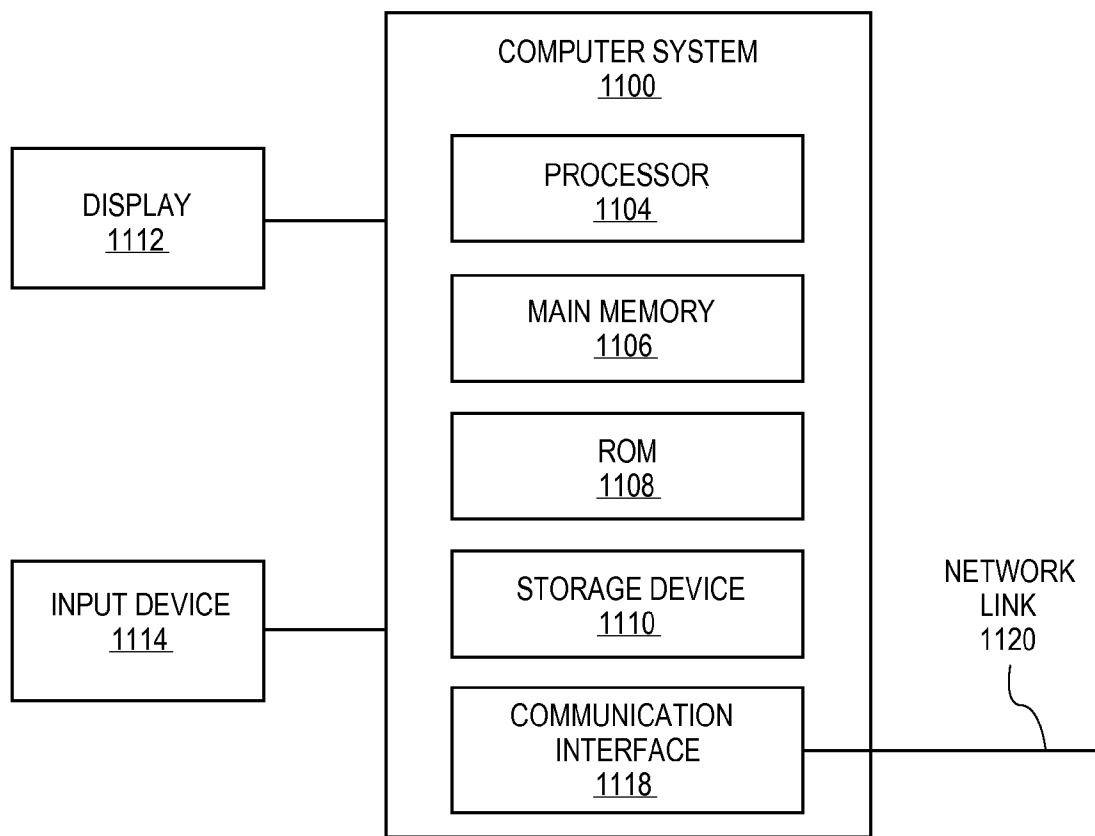 COMPUTER SYSTEM
1100
PROCESSOR
1104
DISPLAY
1112
MAIN MEMORY
1106
ROM
1108
INPUT DEVICE
1114
STORAGE DEVICE
1110
NETWORK
LINK
1120
COMMUNICATION
INTERFACE
1118